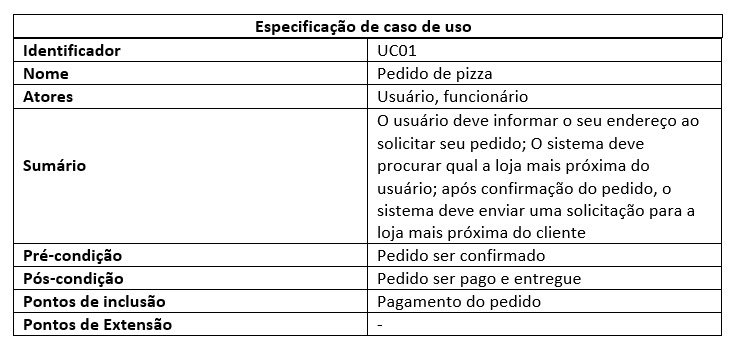 Especificação de caso de uso
Identificador UC01
Nome Pedido de pizza
Atores Usuário, funcionário
Sumário
O usuário deve informar o seu endereço ao
solicitar seu pedido; O sistema deve
procurar qual a loja mais próxima do
usuário; após confirmação do pedido, o
sistema deve enviar uma solicitação para a
loja mais próxima do cliente
Pré-condição Pedido ser confirmado
Pós-condição Pedido ser pago e entregue
Pontos de inclusão Pagamento do pedido
Pontos de Extensão -